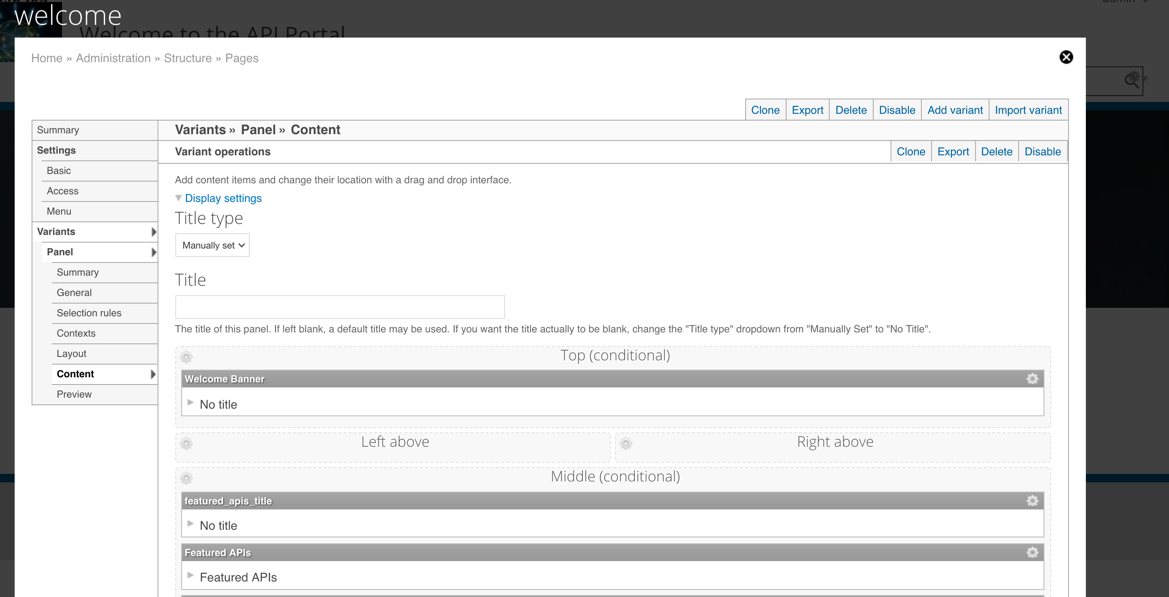 welcome
Welcome to the API Portal
admin
Home » Administration » Structure » Pages
Clone Export Delete Disable Add variant Import variant
Summary
Settings
Basic
Access
Menu
Variants
Panel
Summary
General
Selection rules
Contexts
Layout
Content
Preview
Variants » Panel » Content
Variant operations
Clone Export Delete Disable
Add content items and change their location with a drag and drop interface.
Display settings
Title type
Manually set
Title
The title of this panel. If left blank, a default title may be used. If you want the title actually to be blank, change the "Title type" dropdown from "Manually Set" to "No Title".
Top (conditional)
Welcome Banner
No title
Left above Right above
Middle (conditional)
featured_apis_title
No title
Featured APIs
Featured APIs